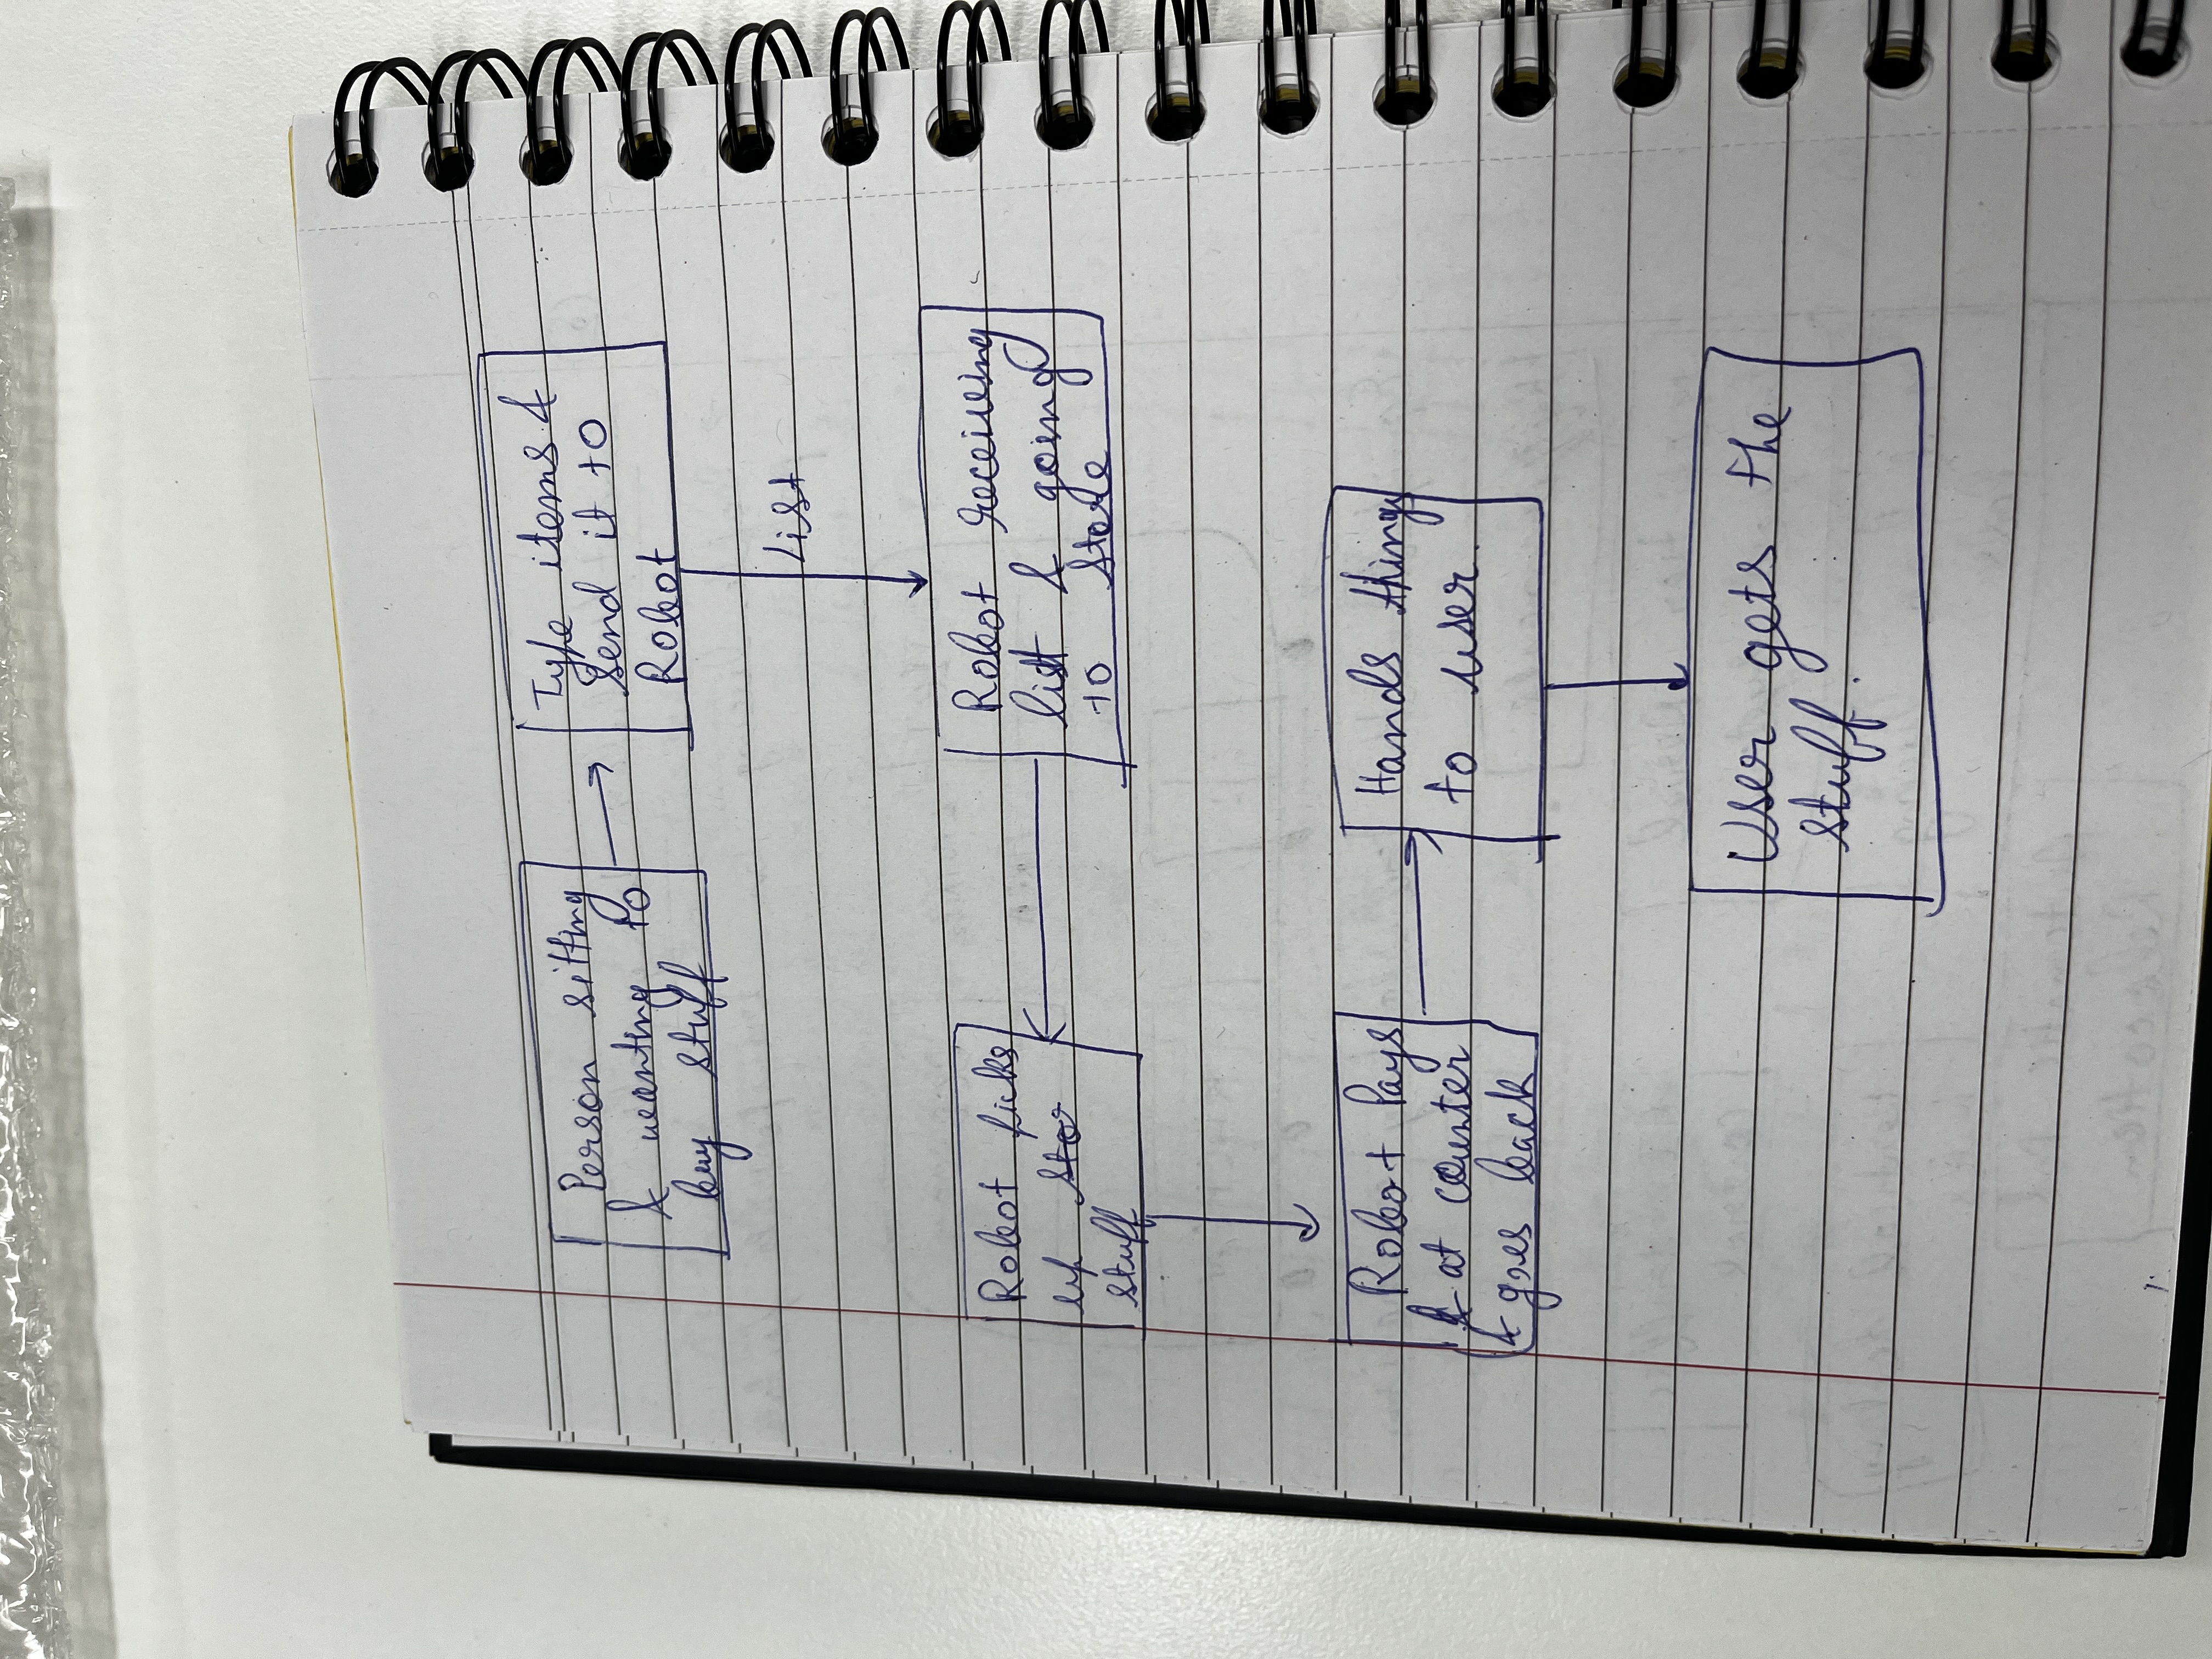 Person sitting
& wanting to
buy stuff
Type items &
send it to
Robot
List
Robot receiving
list & going
to store
Robot picks
up sto
stuff
Robot Pays
& at counter
& goes back
Hands things
to user.
User gets the
stuff.